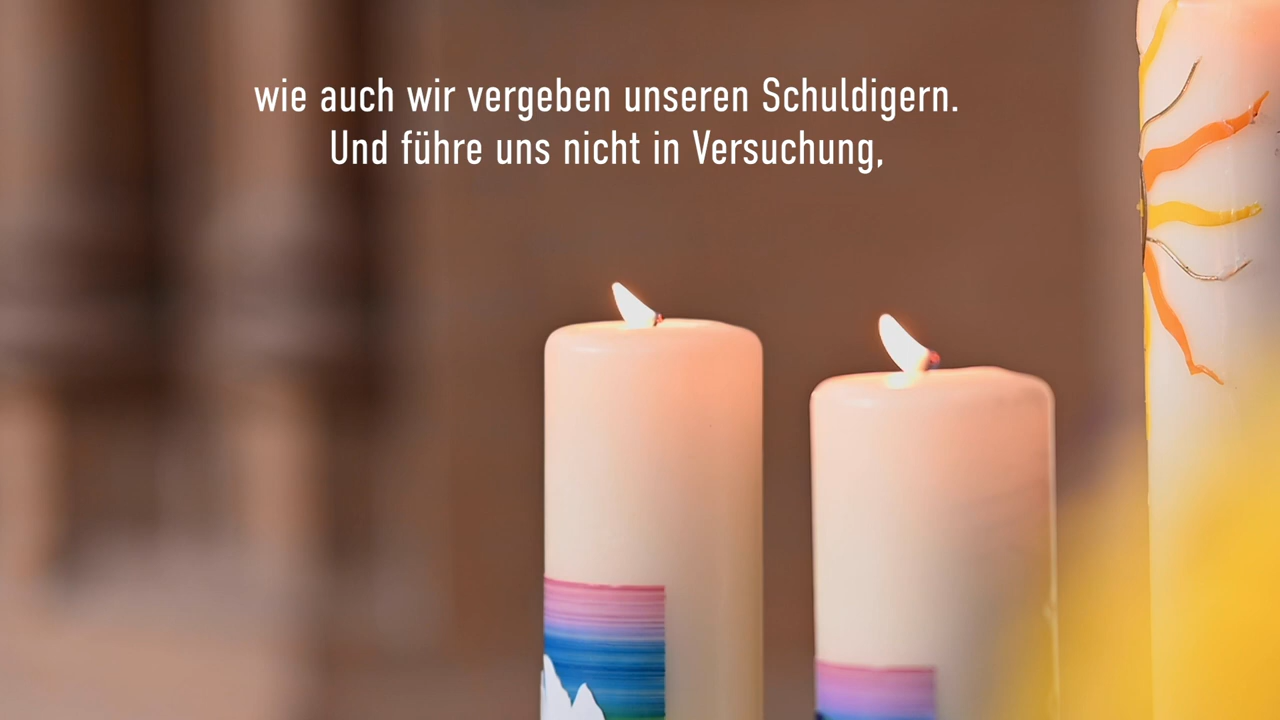 wie auch wir vergeben unseren Schuldigern.
Und führe uns nicht in Versuchung,